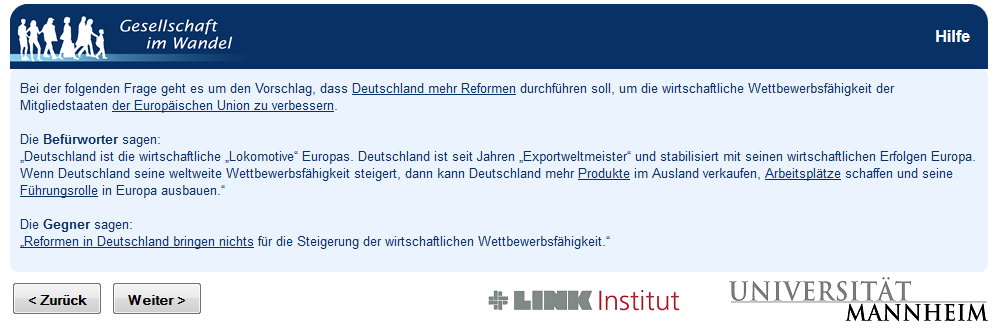 Gesellschaft
im Wandel
Hilfe
Bei der folgenden Frage geht es um den Vorschlag, dass Deutschland mehr Reformen durchführen soll, um die wirtschaftliche Wettbewerbsfähigkeit der
Mitgliedstaaten der Europäischen Union zu verbessern.
Die Befürworter sagen:
„Deutschland ist die wirtschaftliche „Lokomotive“ Europas. Deutschland ist seit Jahren „Exportweltmeister“ und stabilisiert mit seinen wirtschaftlichen Erfolgen Europa.
Wenn Deutschland seine weltweite Wettbewerbsfähigkeit steigert, dann kann Deutschland mehr Produkte im Ausland verkaufen, Arbeitsplätze schaffen und seine
Führungsrolle in Europa ausbauen.“
Die Gegner sagen:
„Reformen in Deutschland bringen nichts für die Steigerung der wirtschaftlichen Wettbewerbsfähigkeit.“
< Zurück Weiter >
LINK Institut
UNIVERSITÄT
MANNHEIM